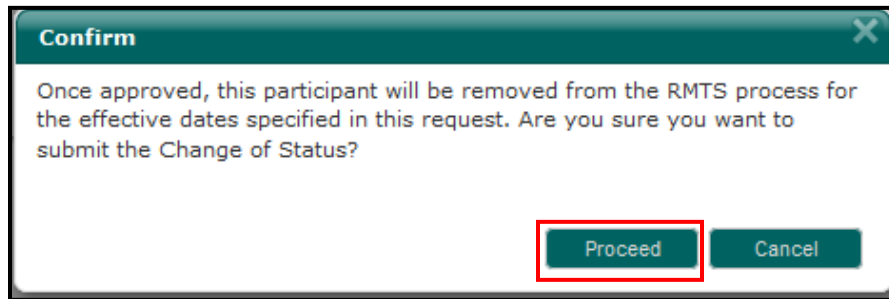 Confirm
Once approved, this participant will be removed from the RMTS process for
the effective dates specified in this request. Are you sure you want to
submit the Change of Status?
Proceed Cancel